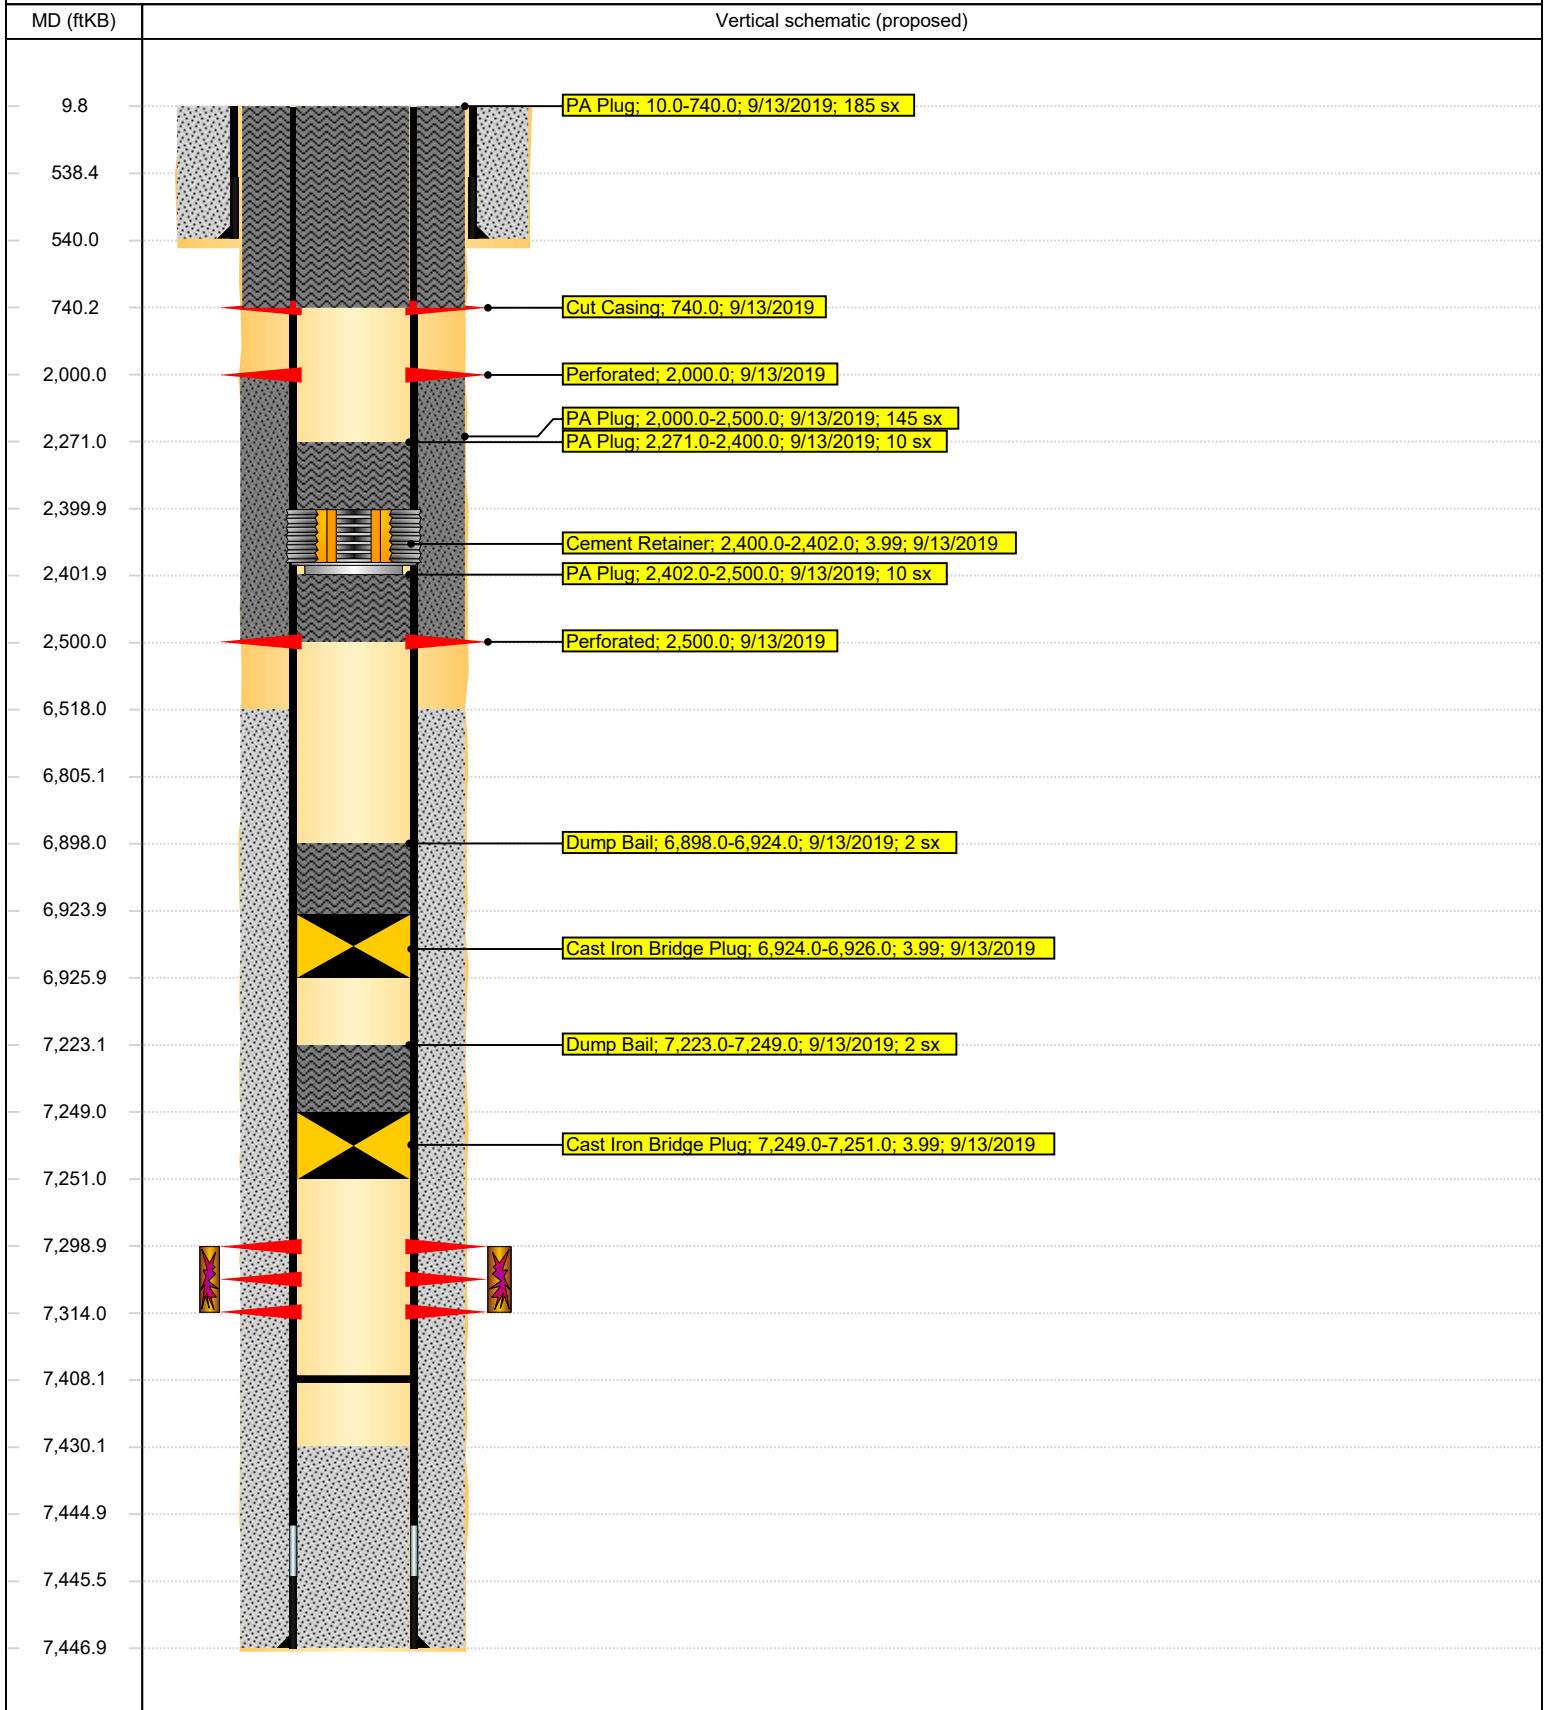 MD (ftKB)
Vertical schematic (proposed)
9.8
PA Plug; 10.0-740.0; 9/13/2019; 185 sx
538.4
540.0
740.2
Cut Casing; 740.0; 9/13/2019
2,000.0
Perforated; 2,000.0; 9/13/2019
PA Plug; 2,000.0-2,500.0; 9/13/2019; 145 sx
2,271.0
PA Plug; 2,271.0-2,400.0; 9/13/2019; 10 sx
2,399.9
Cement Retainer; 2,400.0-2,402.0; 3.99; 9/13/2019
2,401.9
PA Plug; 2,402.0-2,500.0; 9/13/2019; 10 sx
2,500.0
Perforated; 2,500.0; 9/13/2019
6,518.0
6,805.1
6,898.0
Dump Bail; 6,898.0-6,924.0; 9/13/2019; 2 sx
6,923.9
Cast Iron Bridge Plug; 6,924.0-6,926.0; 3.99; 9/13/2019
6,925.9
7,223.1
Dump Bail; 7,223.0-7,249.0; 9/13/2019; 2 sx
7,249.0
Cast Iron Bridge Plug; 7,249.0-7,251.0; 3.99; 9/13/2019
7,251.0
7,298.9
7,314.0
7,408.1
7,430.1
7,444.9
7,445.5
7,446.9